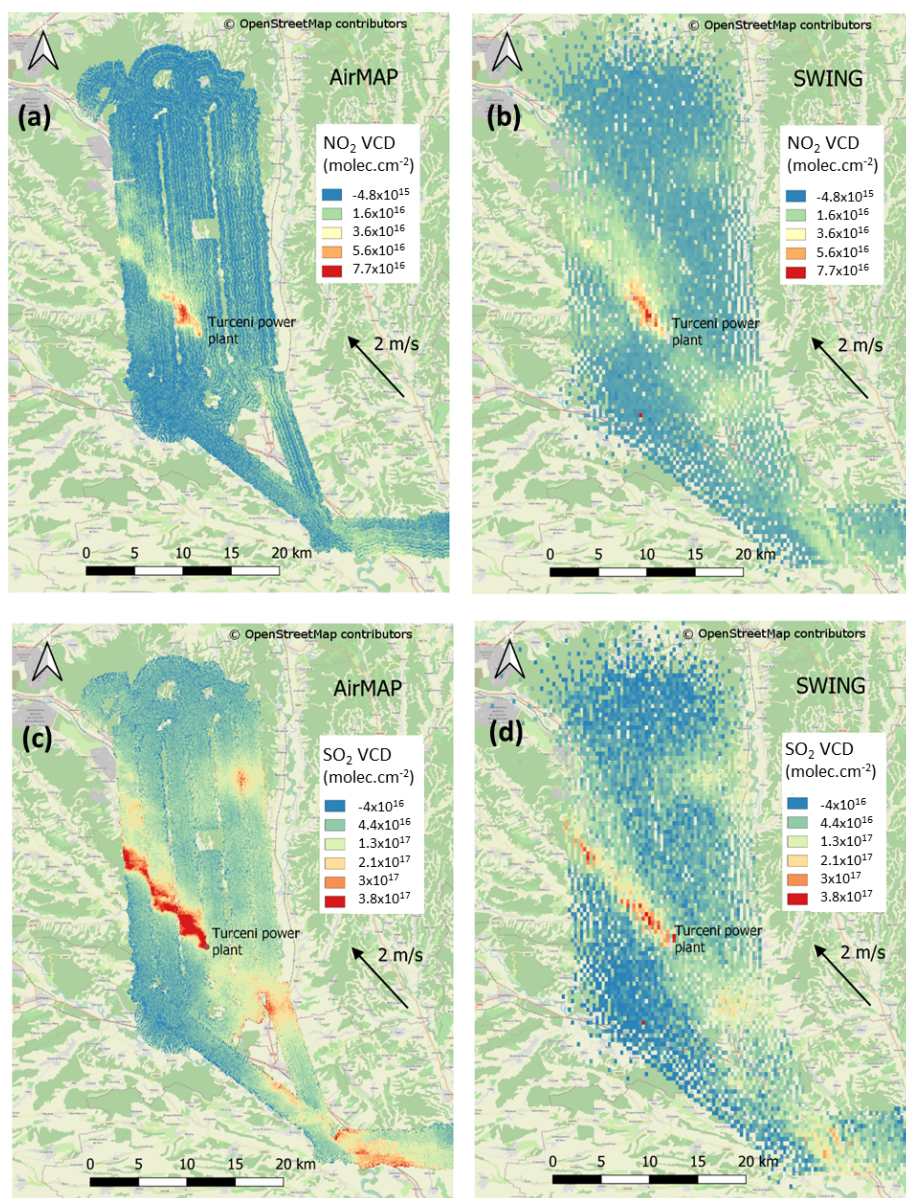 © OpenStreetMap contributors
AirMAP
(a)
NO₂ VCD
(molec.cm⁻²)
-4.8x10¹⁵
1.6x10¹⁶
3.6x10¹⁶
5.6x10¹⁶
7.7x10¹⁶
Turceni power
plant
2 m/s
0 5 10 15 20 km
© OpenStreetMap contributors
SWING
(b)
NO₂ VCD
(molec.cm⁻²)
-4.8x10¹⁵
1.6x10¹⁶
3.6x10¹⁶
5.6x10¹⁶
7.7x10¹⁶
Turceni power
plant
2 m/s
0 5 10 15 20 km
© OpenStreetMap contributors
AirMAP
(c)
SO₂ VCD
(molec.cm⁻²)
-4x10¹⁶
4.4x10¹⁶
1.3x10¹⁷
2.1x10¹⁷
3x10¹⁷
3.8x10¹⁷
Turceni power
plant
2 m/s
0 5 10 15 20 km
© OpenStreetMap contributors
SWING
(d)
SO₂ VCD
(molec.cm⁻²)
-4x10¹⁶
4.4x10¹⁶
1.3x10¹⁷
2.1x10¹⁷
3x10¹⁷
3.8x10¹⁷
Turceni power
plant
2 m/s
0 5 10 15 20 km